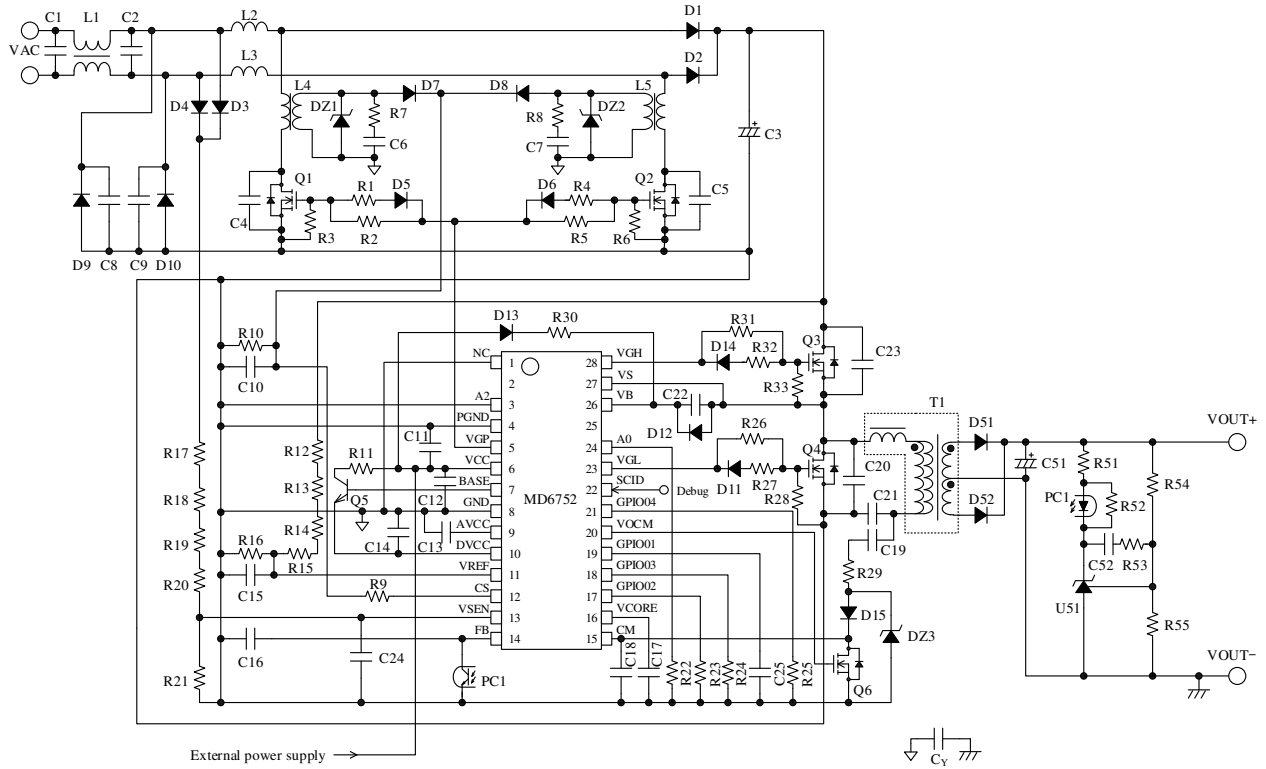 C1 L1 C2 L2 D1
VAC
L3 D2
D4 D3 L4 DZ1 R7 D7 D8 R8 DZ2 L5
C6 C7 C3
Q1 R1 D5 D6 R4 Q2 C5
C4 R3 R2 R5 R6
D9 C8 C9 D10
D13 R30 R31
R10 NC 1 28 VGH D14 R32 Q3 C23
C10 2 27 VS R33
A2 3 26 VB C22 T1
PGND 4 25 D12 R26 D51 VOUT+
C11 VGP 5 24 A0
R17 R12 R11 VCC 6 23 VGL Q4 C20 C51 R51
R13 BASE 7 22 SCID Debug D11 R27 R28 PC1 R52 R54
R18 Q5 C12 GND 8 MD6752 21 GPIO04 C21 D52
R19 R16 R14 C14 C13 AVCC 9 20 VOCM C19 C52 R53
R15 DVCC 10 19 GPIO01
R20 C15 VREF 11 18 GPIO03 R29
R9 CS 12 17 GPIO02 U51
VSEN 13 16 VCORE D15 R55
C16 FB 14 15 CM DZ3
R21 C24 PC1 C18 C17 R22 R23 R24 C25 R25 Q6 VOUT−
External power supply
CY